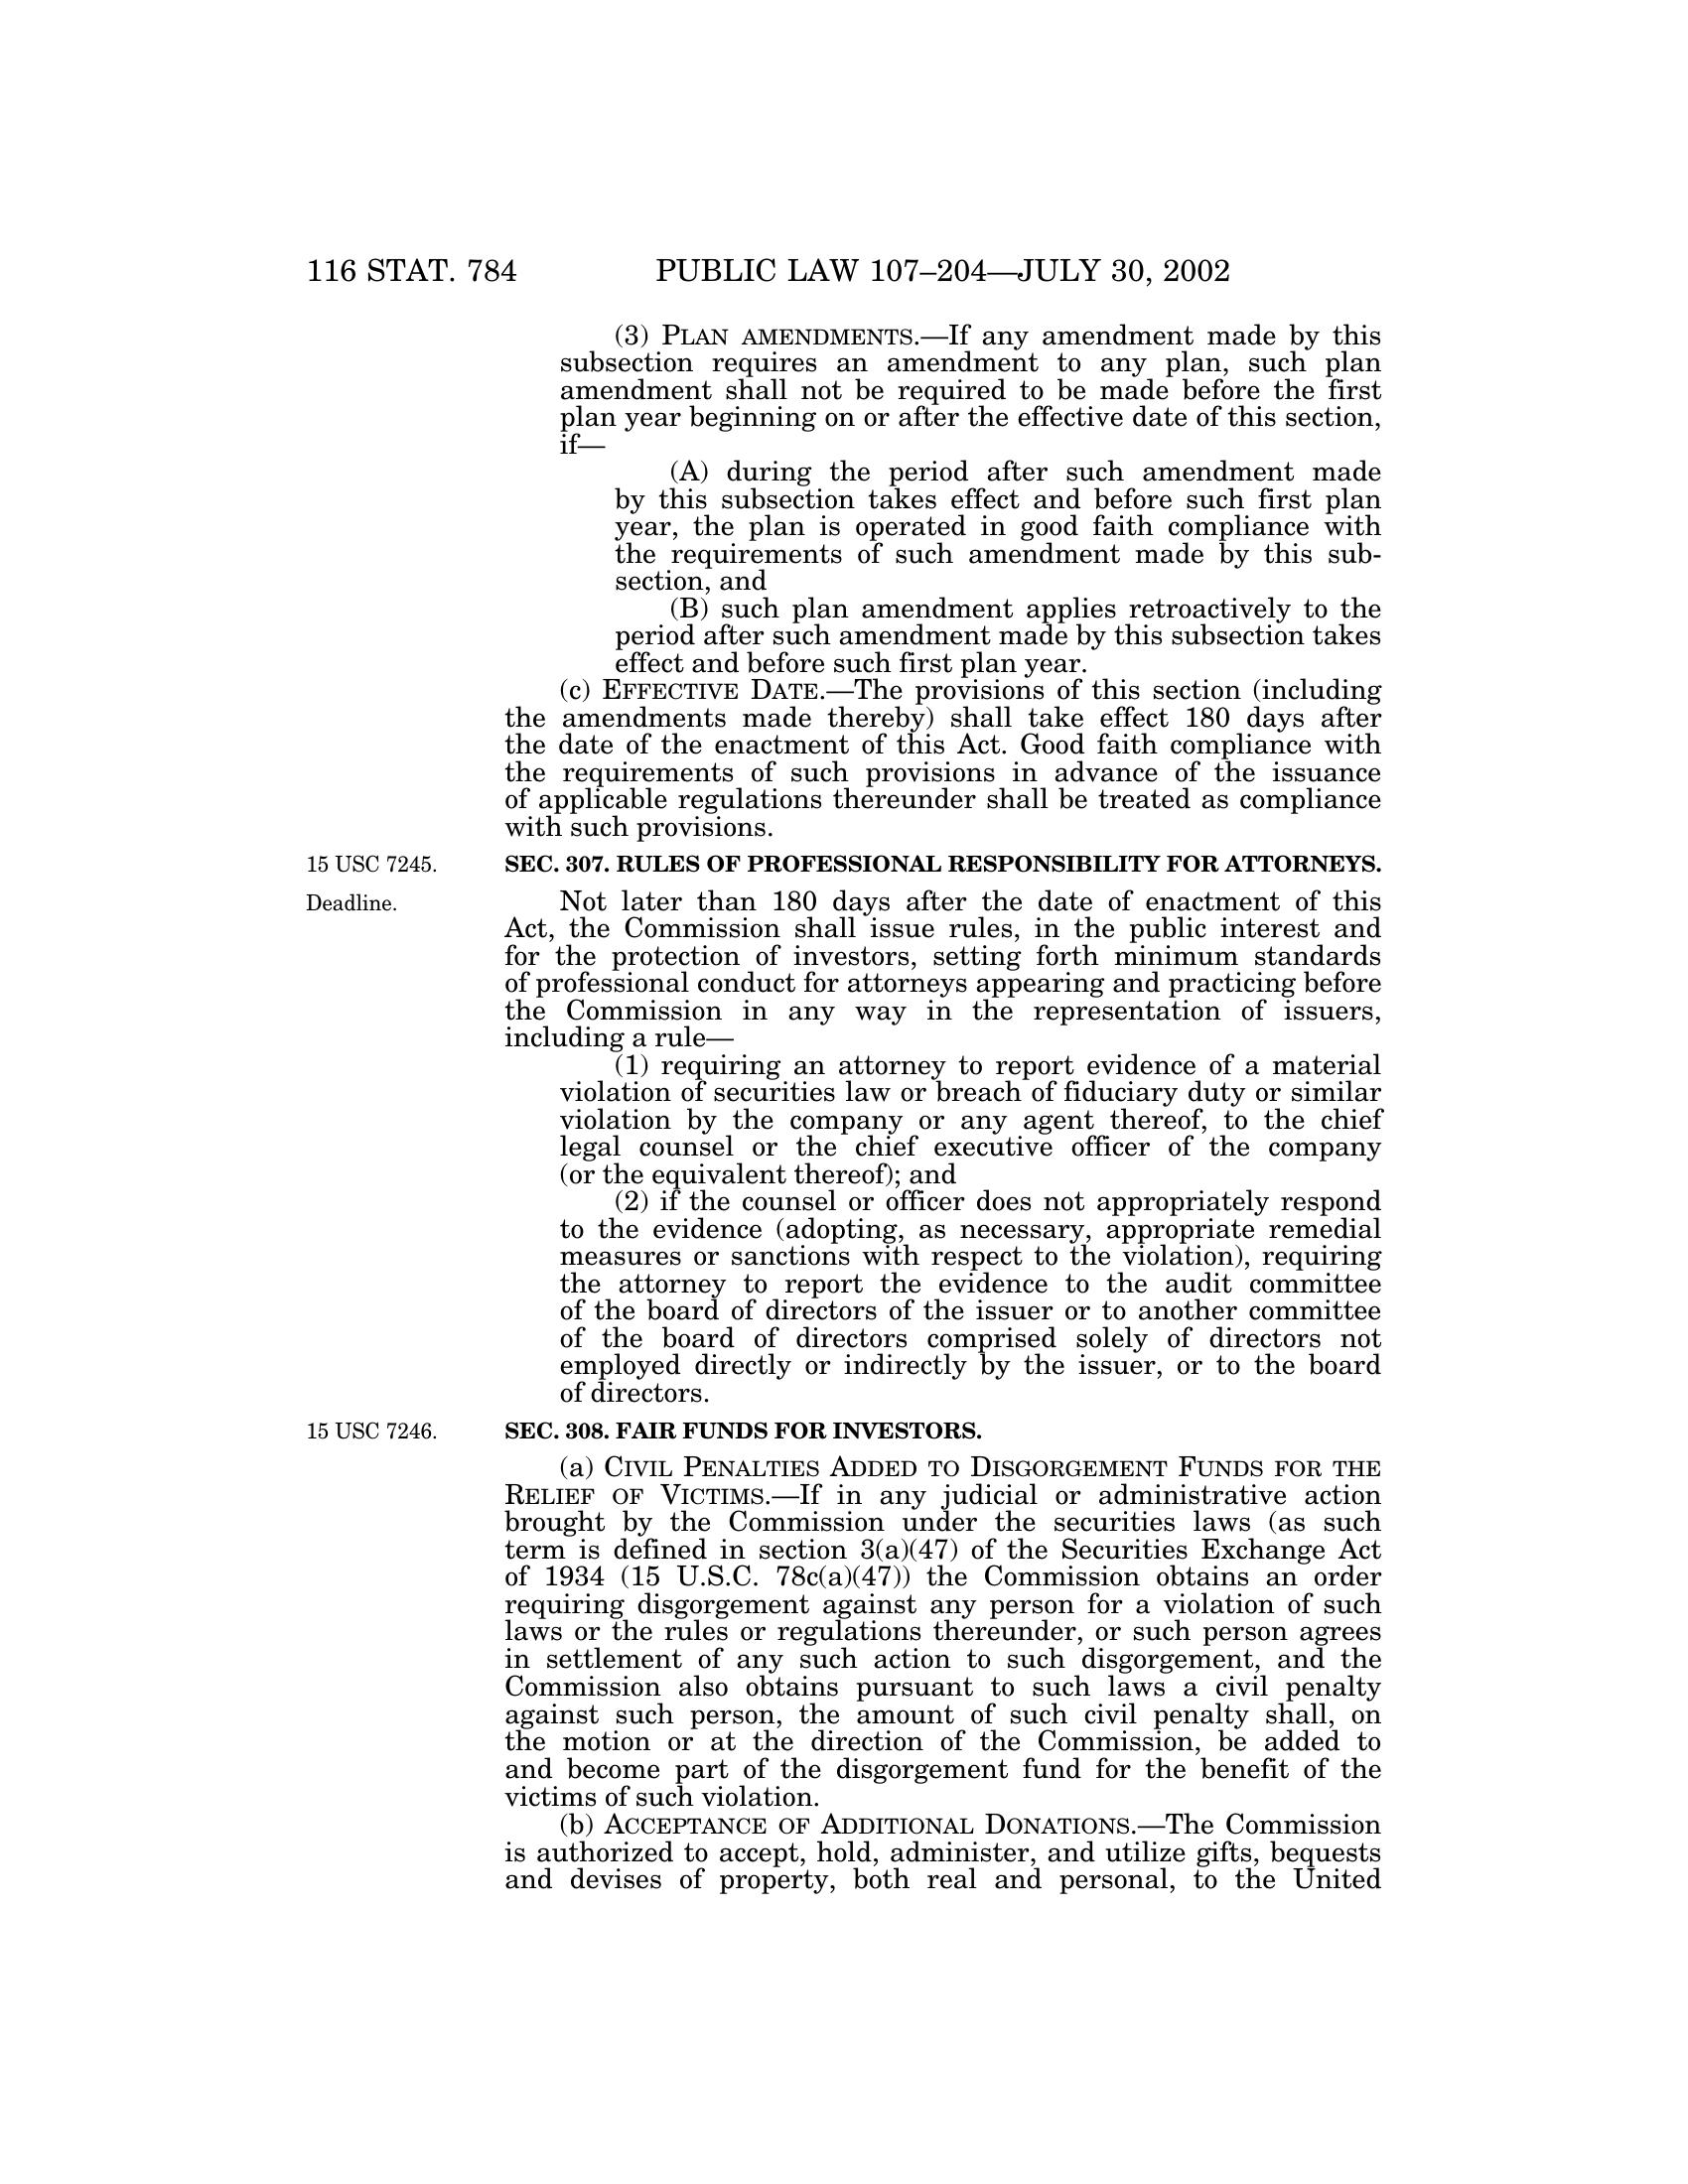 116 STAT. 784 PUBLIC LAW 107–204—JULY 30, 2002
(3) PLAN AMENDMENTS.—If any amendment made by this
subsection requires an amendment to any plan, such plan
amendment shall not be required to be made before the first
plan year beginning on or after the effective date of this section,
if—
(A) during the period after such amendment made
by this subsection takes effect and before such first plan
year, the plan is operated in good faith compliance with
the requirements of such amendment made by this sub-
section, and
(B) such plan amendment applies retroactively to the
period after such amendment made by this subsection takes
effect and before such first plan year.
(c) EFFECTIVE DATE.—The provisions of this section (including
the amendments made thereby) shall take effect 180 days after
the date of the enactment of this Act. Good faith compliance with
the requirements of such provisions in advance of the issuance
of applicable regulations thereunder shall be treated as compliance
with such provisions.
15 USC 7245. SEC. 307. RULES OF PROFESSIONAL RESPONSIBILITY FOR ATTORNEYS.
Deadline. Not later than 180 days after the date of enactment of this
Act, the Commission shall issue rules, in the public interest and
for the protection of investors, setting forth minimum standards
of professional conduct for attorneys appearing and practicing before
the Commission in any way in the representation of issuers,
including a rule—
(1) requiring an attorney to report evidence of a material
violation of securities law or breach of fiduciary duty or similar
violation by the company or any agent thereof, to the chief
legal counsel or the chief executive officer of the company
(or the equivalent thereof); and
(2) if the counsel or officer does not appropriately respond
to the evidence (adopting, as necessary, appropriate remedial
measures or sanctions with respect to the violation), requiring
the attorney to report the evidence to the audit committee
of the board of directors of the issuer or to another committee
of the board of directors comprised solely of directors not
employed directly or indirectly by the issuer, or to the board
of directors.
15 USC 7246. SEC. 308. FAIR FUNDS FOR INVESTORS.
(a) CIVIL PENALTIES ADDED TO DISGORGEMENT FUNDS FOR THE
RELIEF OF VICTIMS.—If in any judicial or administrative action
brought by the Commission under the securities laws (as such
term is defined in section 3(a)(47) of the Securities Exchange Act
of 1934 (15 U.S.C. 78c(a)(47)) the Commission obtains an order
requiring disgorgement against any person for a violation of such
laws or the rules or regulations thereunder, or such person agrees
in settlement of any such action to such disgorgement, and the
Commission also obtains pursuant to such laws a civil penalty
against such person, the amount of such civil penalty shall, on
the motion or at the direction of the Commission, be added to
and become part of the disgorgement fund for the benefit of the
victims of such violation.
(b) ACCEPTANCE OF ADDITIONAL DONATIONS.—The Commission
is authorized to accept, hold, administer, and utilize gifts, bequests
and devises of property, both real and personal, to the United